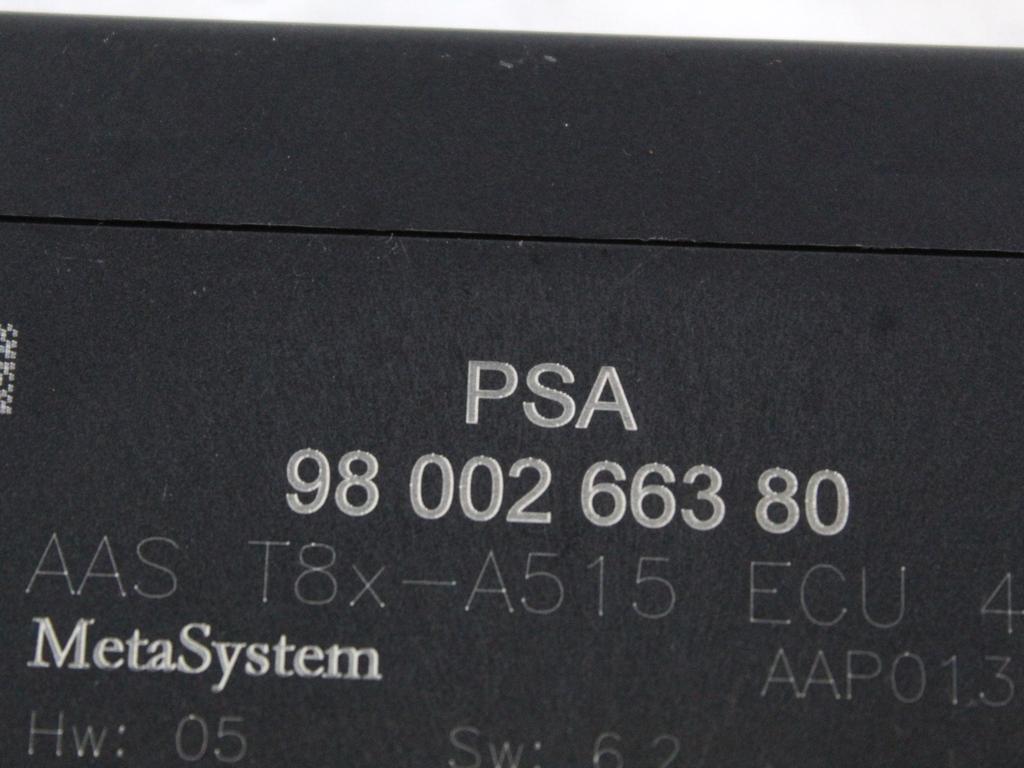 PSA
98 002 663 80
AAS T8x-A515 ECU 4
MetaSystem
AAP013
Hw: 05 Sw: 6.2